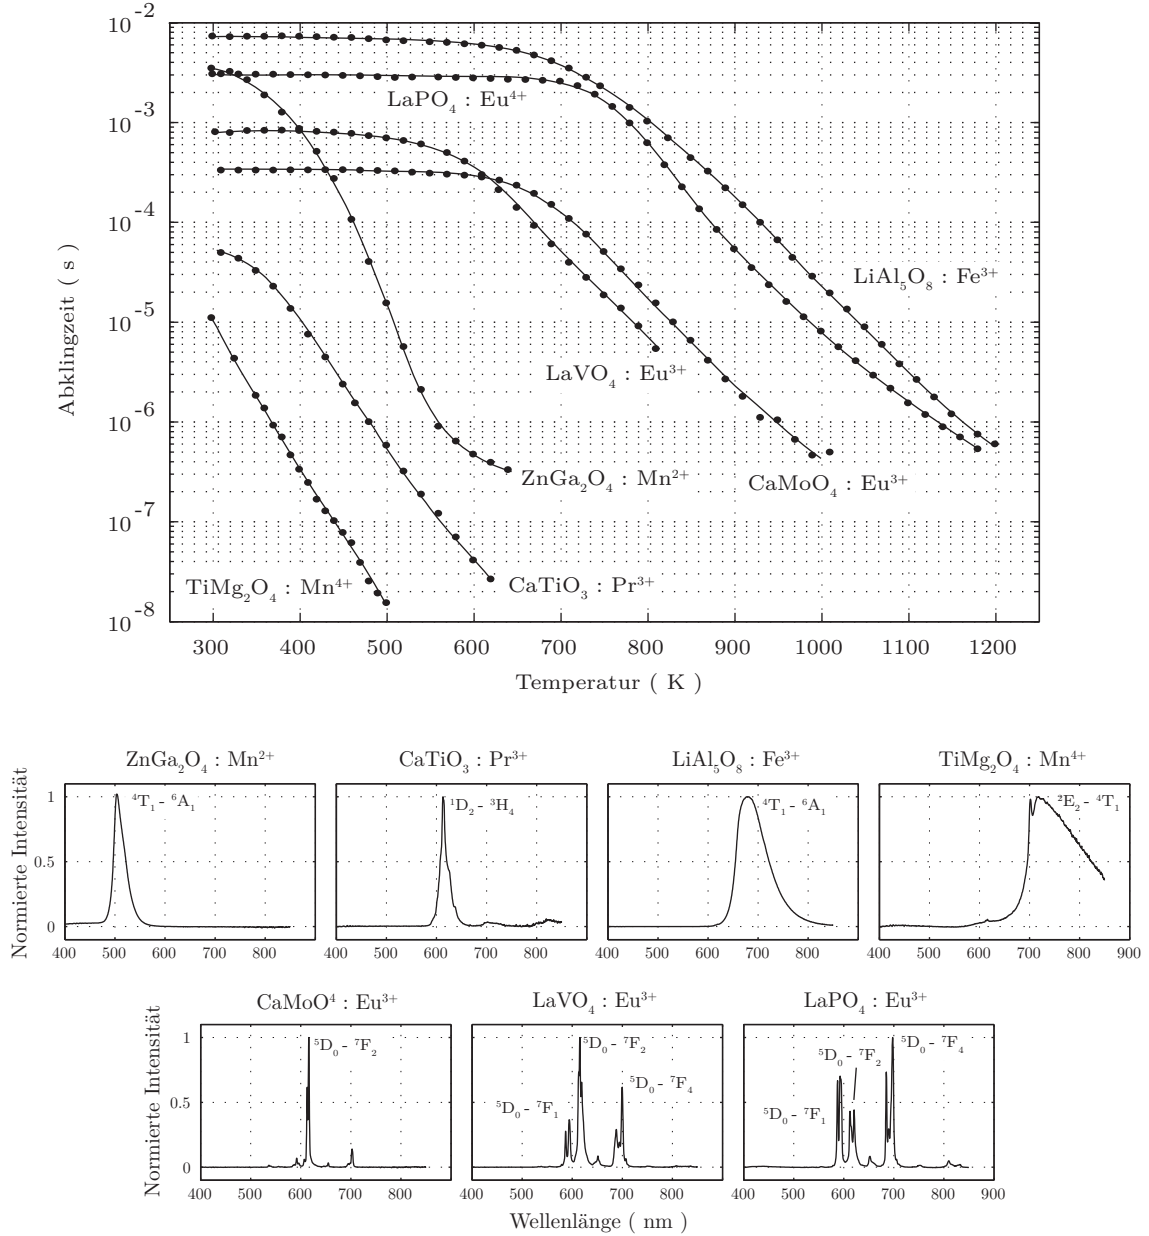 10⁻²
10⁻³
10⁻⁴
10⁻⁵
10⁻⁶
10⁻⁷
10⁻⁸
Abklingzeit ( s )
LaPO₄ : Eu⁴⁺
LiAl₅O₈ : Fe³⁺
LaVO₄ : Eu³⁺
ZnGa₂O₄ : Mn²⁺
CaMoO₄ : Eu³⁺
TiMg₂O₄ : Mn⁴⁺
CaTiO₃ : Pr³⁺
300 400 500 600 700 800 900 1000 1100 1200
Temperatur ( K )
ZnGa₂O₄ : Mn²⁺
CaTiO₃ : Pr³⁺
LiAl₅O₈ : Fe³⁺
TiMg₂O₄ : Mn⁴⁺
Normierte Intensität
1
0.5
0
⁴T₁ - ⁶A₁
¹D₂ - ³H₄
⁴T₁ - ⁶A₁
²E₂ - ⁴T₁
400 500 600 700 800
400 500 600 700 800
400 500 600 700 800
400 500 600 700 800 900
CaMoO⁴ : Eu³⁺
LaVO₄ : Eu³⁺
LaPO₄ : Eu³⁺
Normierte Intensität
1
0.5
0
⁵D₀ - ⁷F₂
⁵D₀ - ⁷F₂
⁵D₀ - ⁷F₄
⁵D₀ - ⁷F₁
⁵D₀ - ⁷F₄
⁵D₀ - ⁷F₂
⁵D₀ - ⁷F₁
400 500 600 700 800
400 500 600 700 800
400 500 600 700 800 900
Wellenlänge ( nm )